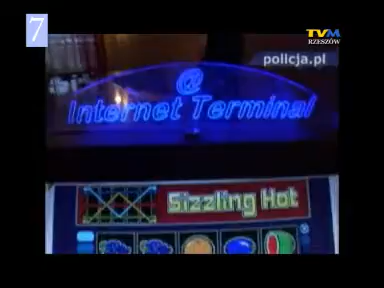 7
TVM
RZESZÓW
policja.pl
@
Internet Terminal
Sizzling Hot